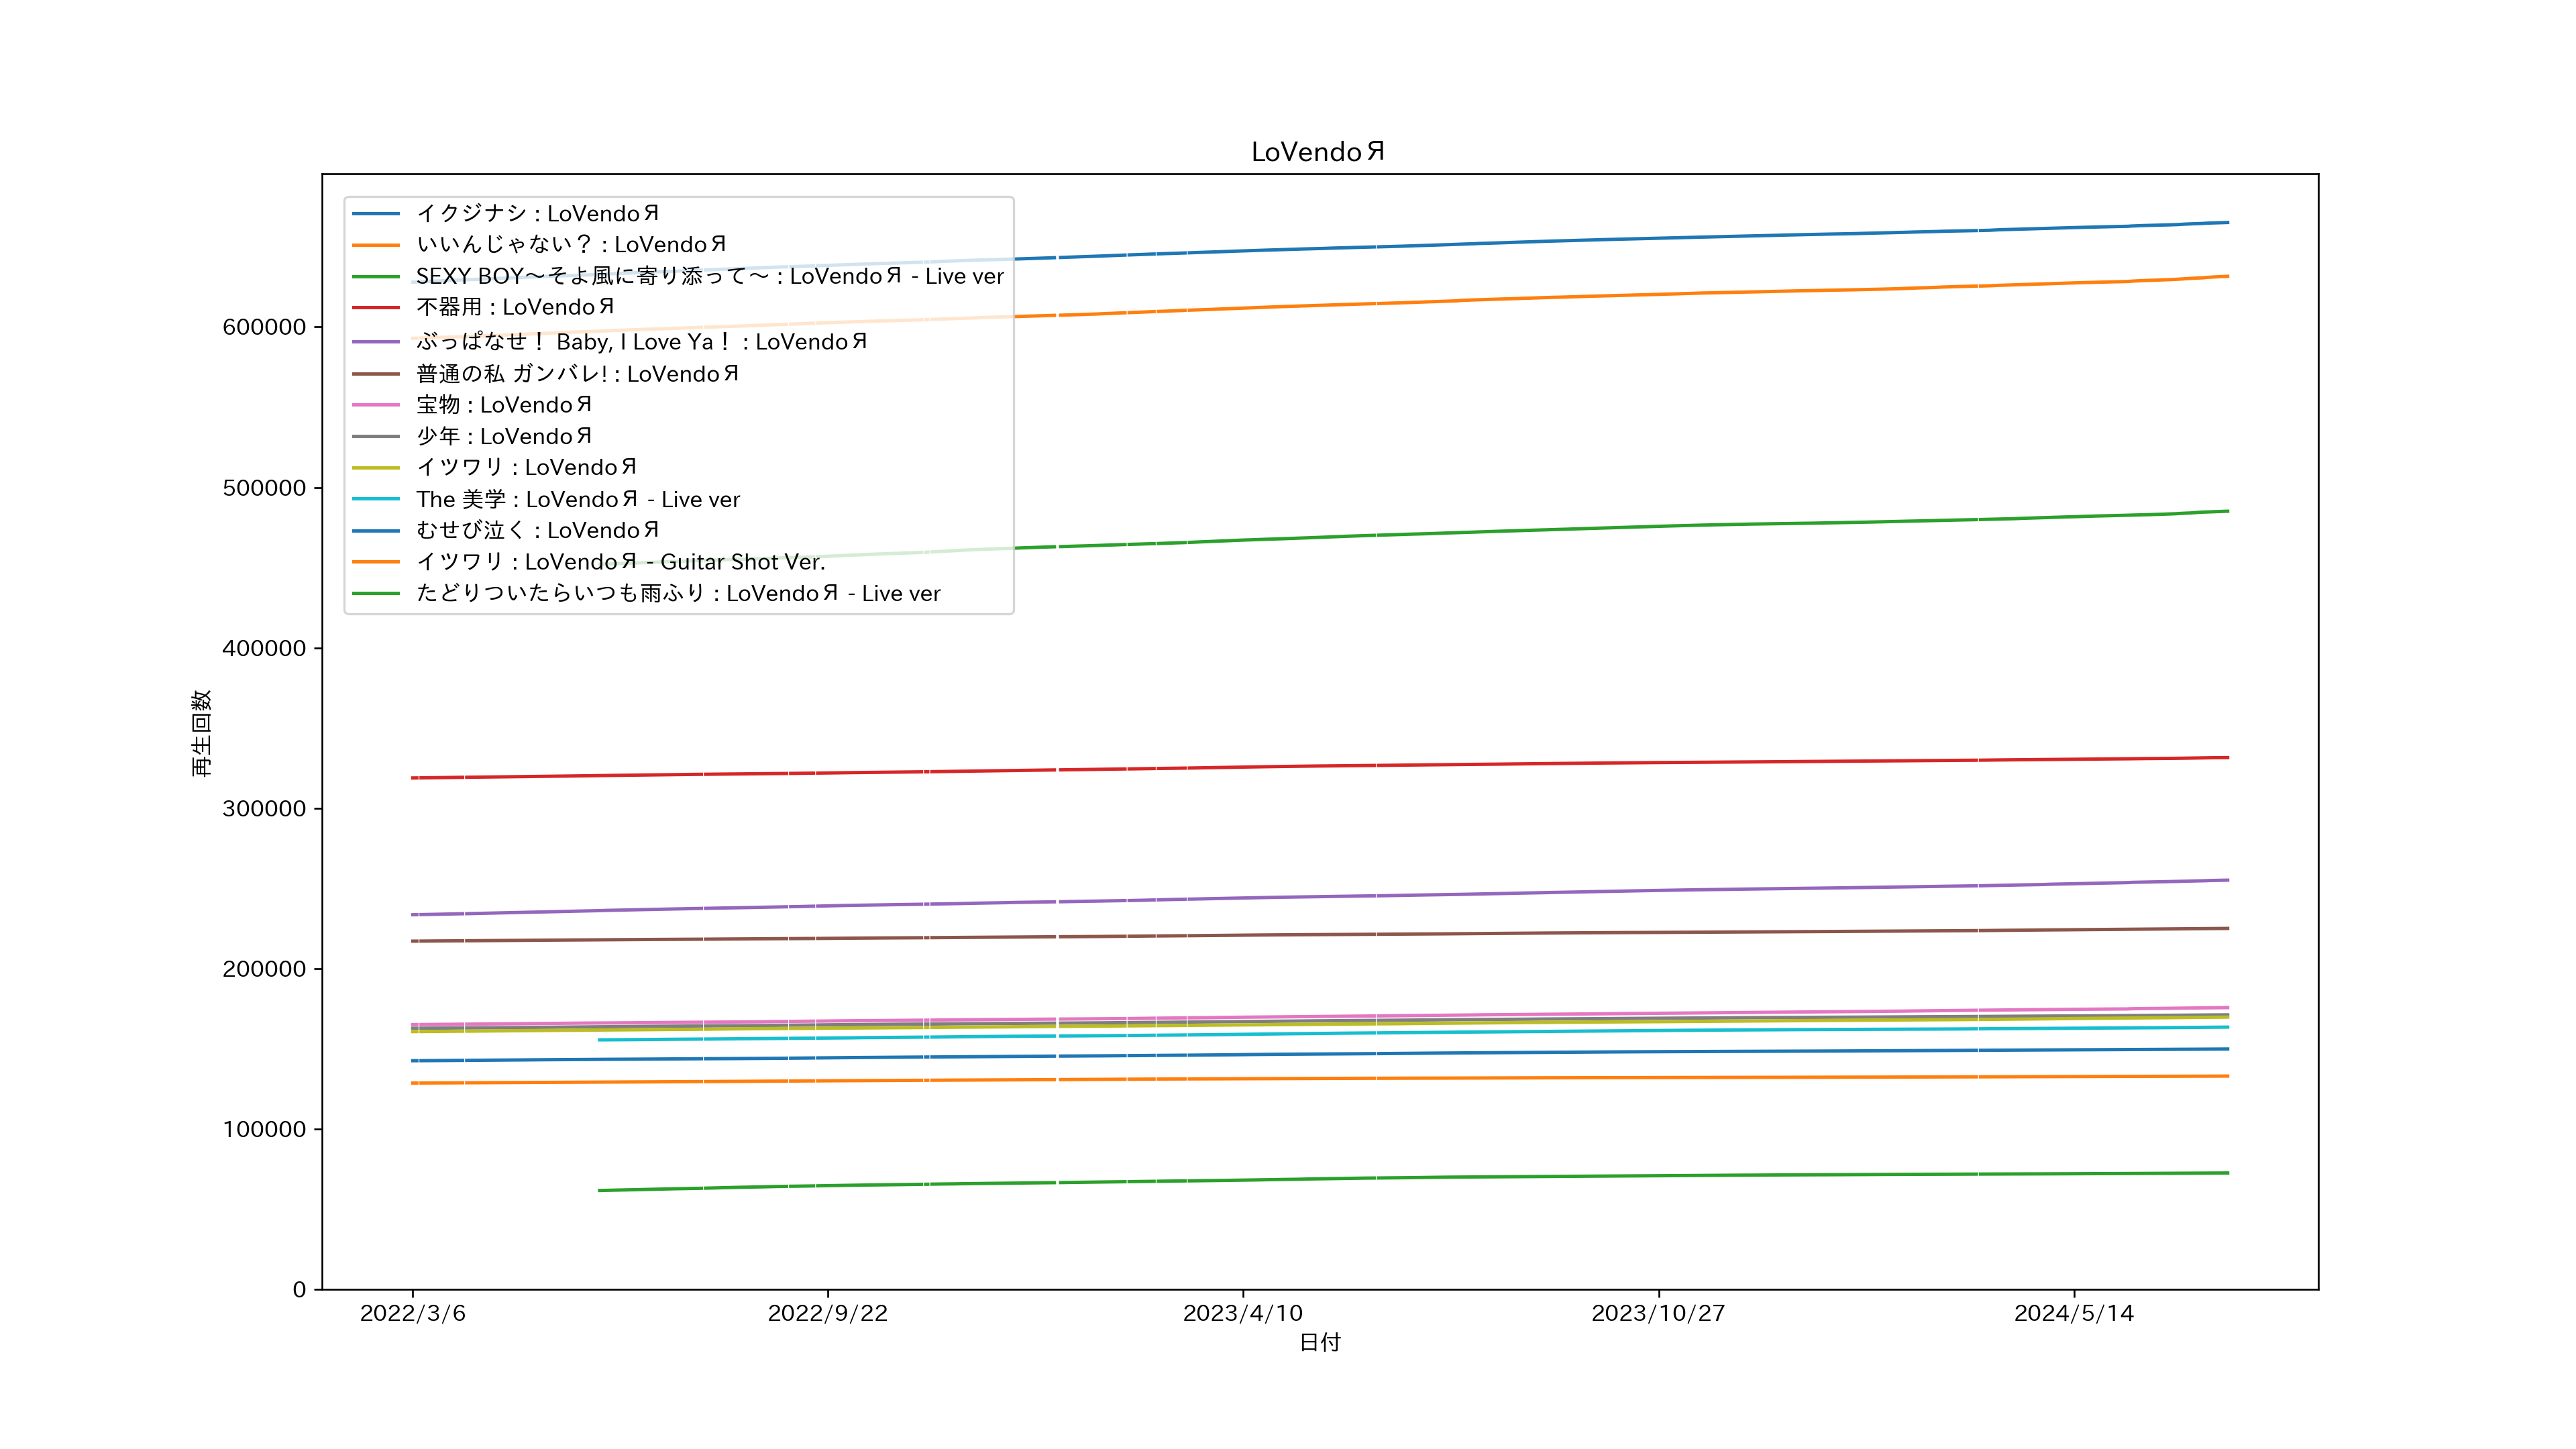 LoVendoЯ
イクジナシ : LoVendoЯ
いいんじゃない？ : LoVendoЯ
SEXY BOY～そよ風に寄り添って～ : LoVendoЯ - Live ver
不器用 : LoVendoЯ
ぶっぱなせ！ Baby, I Love Ya！ : LoVendoЯ
普通の私 ガンバレ! : LoVendoЯ
宝物 : LoVendoЯ
少年 : LoVendoЯ
イツワリ : LoVendoЯ
The 美学 : LoVendoЯ - Live ver
むせび泣く : LoVendoЯ
イツワリ : LoVendoЯ - Guitar Shot Ver.
たどりついたらいつも雨ふり : LoVendoЯ - Live ver
600000
500000
400000
300000
200000
100000
0
再生回数
2022/3/6
2022/9/22
2023/4/10
2023/10/27
2024/5/14
日付